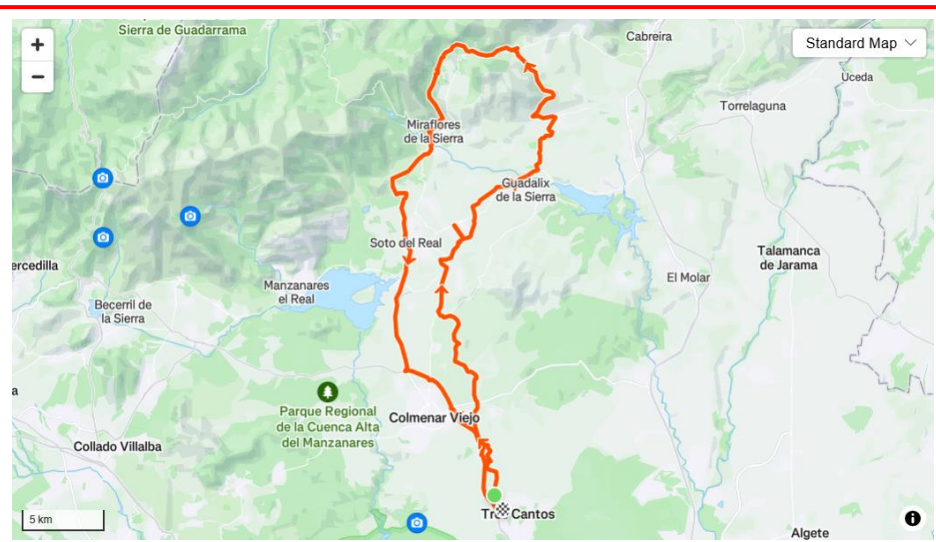 Sierra de Guadarrama
Cabreira
Standard Map
+
−
Uceda
Torrelaguna
Miraflores
de la Sierra
Guadalix
de la Sierra
Soto del Real
Talamanca
de Jarama
ercedilla
El Molar
Manzanares
el Real
Becerril de
la Sierra
a
Parque Regional
de la Cuenca Alta
del Manzanares
Colmenar Viejo
Collado Villalba
5 km
Tres Cantos
Algete